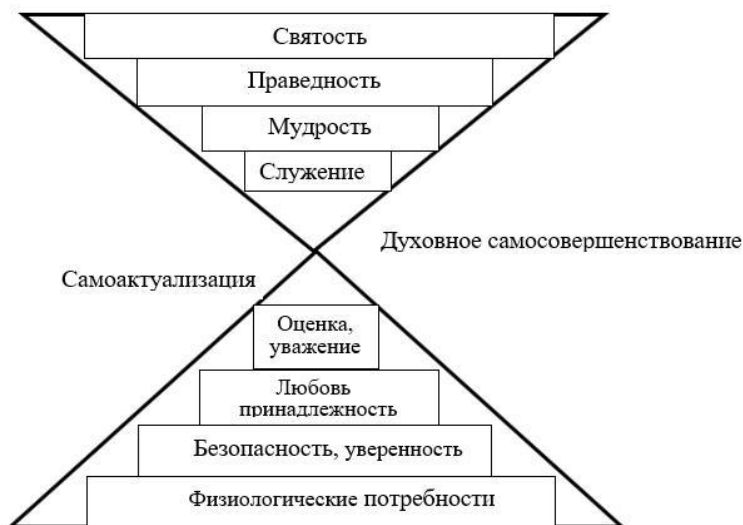 Святость
Праведность
Мудрость
Служение
Духовное самосовершенствование
Самоактуализация
Оценка,
уважение
Любовь
принадлежность
Безопасность, уверенность
Физиологические потребности